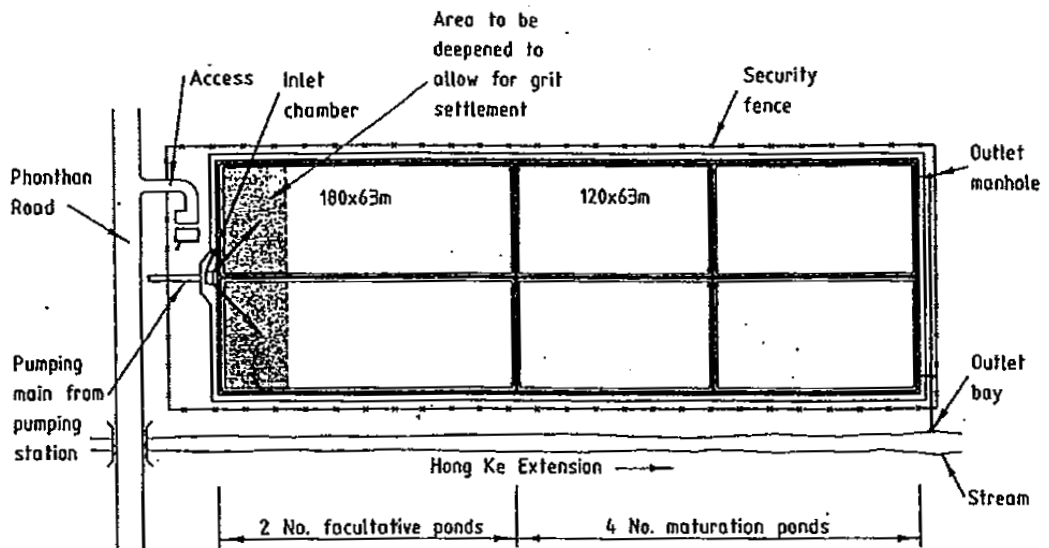 Area to be
deepened to
allow for grit
settlement
Access
Inlet
chamber
Security
fence
Outlet
manhole
Phonthan
Road
180x63m
120x63m
Pumping
main from
pumping
station
Outlet
bay
Hong Ke Extension
Stream
2 No. facultative ponds
4 No. maturation ponds